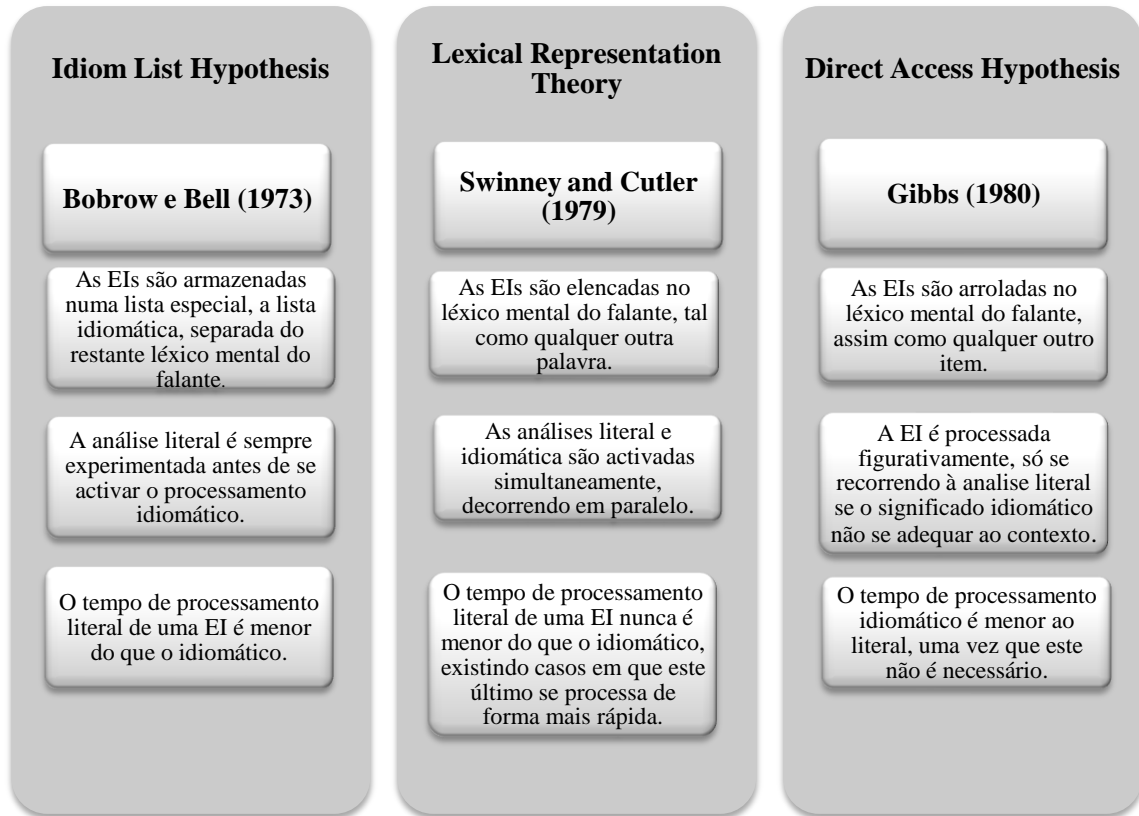 Idiom List Hypothesis
Bobrow e Bell (1973)
As EIs são armazenadas
numa lista especial, a lista
idiomática, separada do
restante léxico mental do
falante.
A análise literal é sempre
experimentada antes de se
activar o processamento
idiomático.
O tempo de processamento
literal de uma EI é menor
do que o idiomático.
Lexical Representation
Theory
Swinney and Cutler
(1979)
As EIs são elencadas no
léxico mental do falante, tal
como qualquer outra
palavra.
As análises literal e
idiomática são activadas
simultaneamente,
decorrendo em paralelo.
O tempo de processamento
literal de uma EI nunca é
menor do que o idiomático,
existindo casos em que este
último se processa de
forma mais rápida.
Direct Access Hypothesis
Gibbs (1980)
As EIs são arroladas no
léxico mental do falante,
assim como qualquer outro
item.
A EI é processada
figurativamente, só se
recorrendo à analise literal
se o significado idiomático
não se adequar ao contexto.
O tempo de processamento
idiomático é menor ao
literal, uma vez que este
não é necessário.